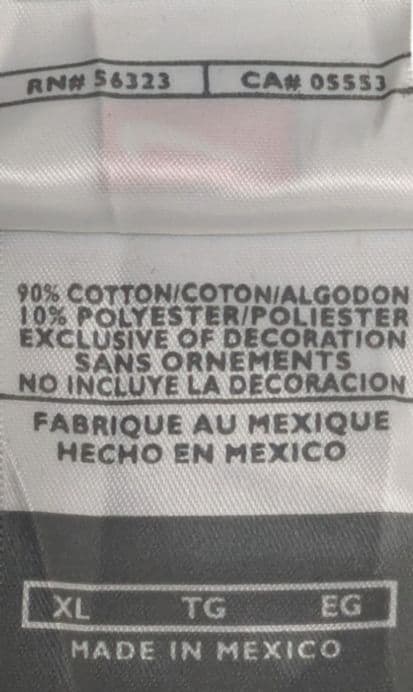 RN# 56323 | CA# 05553
90% COTTON/COTON/ALGODON
10% POLYESTER/POLIESTER
EXCLUSIVE OF DECORATION
SANS ORNEMENTS
NO INCLUYE LA DECORACION
FABRIQUE AU MEXIQUE
HECHO EN MEXICO
XL TG EG
MADE IN MEXICO